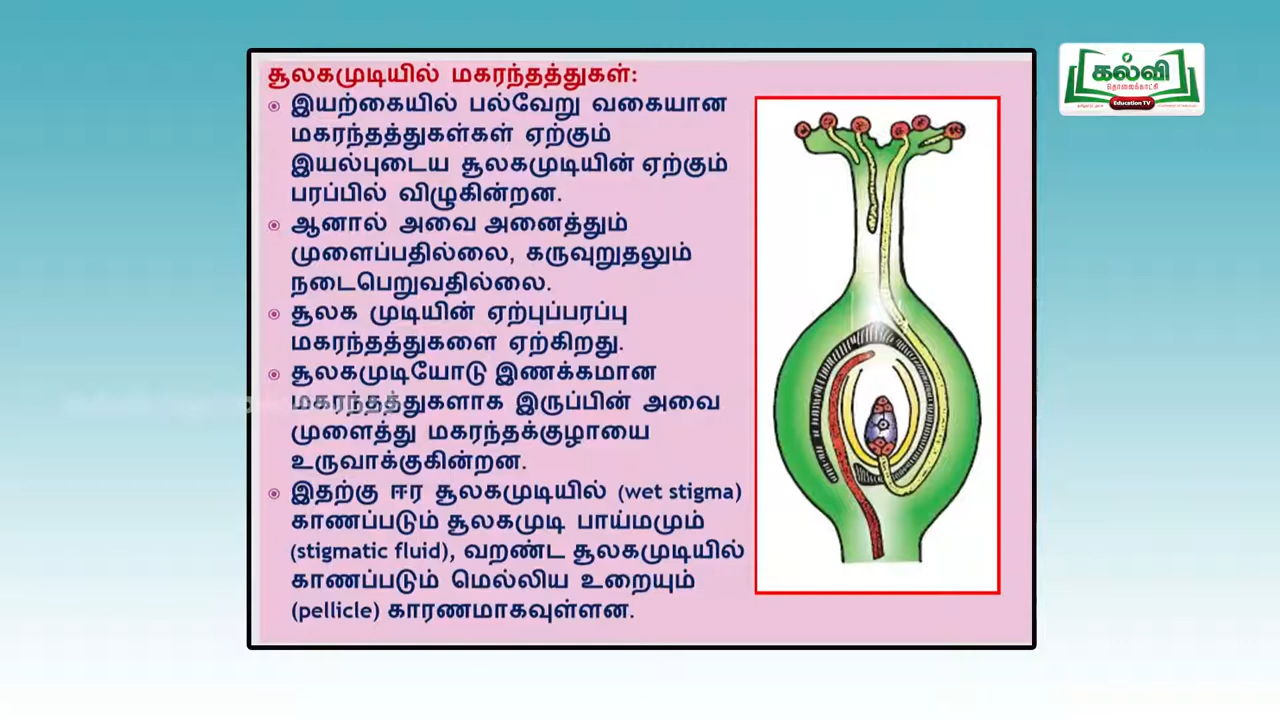 சூலகமுடியில் மகரந்தத்துகள்:
இயற்கையில் பல்வேறு வகையான
மகரந்தத்துகள்கள் ஏற்கும்
இயல்புடைய சூலகமுடியின் ஏற்கும்
பரப்பில் விழுகின்றன.
ஆனால் அவை அனைத்தும்
முளைப்பதில்லை, கருவுறுதலும்
நடைபெறுவதில்லை.
சூலக முடியின் ஏற்புப்பரப்பு
மகரந்தத்துகளை ஏற்கிறது.
சூலகமுடியோடு இணக்கமான
மகரந்தத்துகளாக இருப்பின் அவை
முளைத்து மகரந்தக்குழாயை
உருவாக்குகின்றன.
இதற்கு ஈர சூலகமுடியில் (wet stigma)
காணப்படும் சூலகமுடி பாய்மமும்
(stigmatic fluid), வறண்ட சூலகமுடியில்
காணப்படும் மெல்லிய உறையும்
(pellicle) காரணமாகவுள்ளன.
கல்வி
தொலைக்காட்சி
Education TV